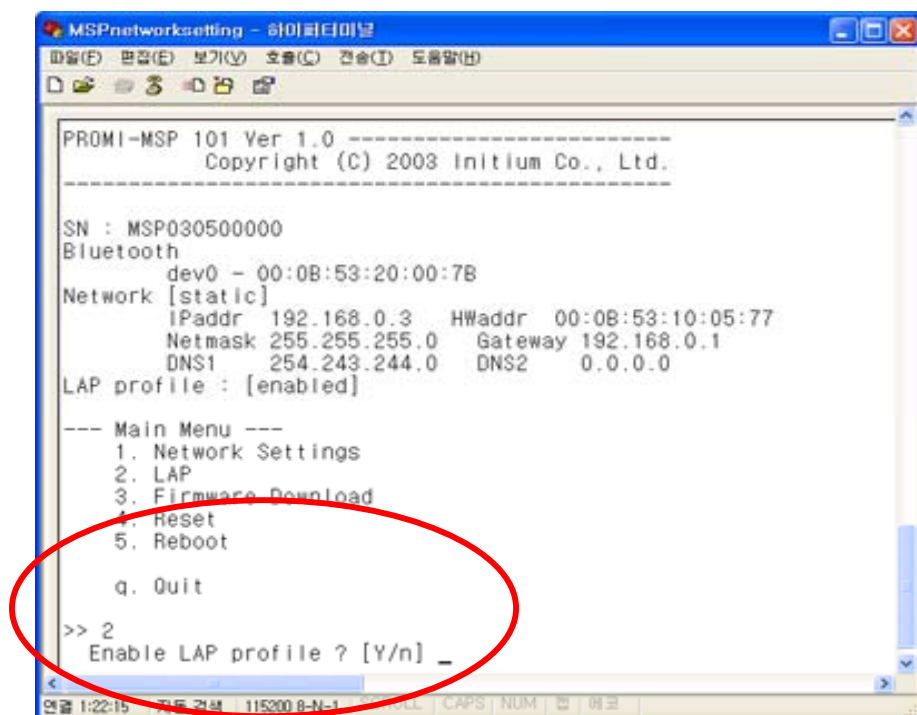 MSPnetworksetting - 하이퍼터미널
파일(F) 편집(E) 보기(V) 호출(C) 전송(T) 도움말(H)
PROMI-MSP 101 Ver 1.0 -------------------------
Copyright (C) 2003 Initium Co., Ltd.
-----------------------------------------------
SN : MSP030500000
Bluetooth
dev0 - 00:0B:53:20:00:7B
Network [static]
IPaddr 192.168.0.3 HWaddr 00:0B:53:10:05:77
Netmask 255.255.255.0 Gateway 192.168.0.1
DNS1 254.243.244.0 DNS2 0.0.0.0
LAP profile : [enabled]
--- Main Menu ---
1. Network Settings
2. LAP
3. Firmware Download
4. Reset
5. Reboot
q. Quit
>> 2
Enable LAP profile ? [Y/n] _
연결 1:22:15 자동 검색 115200 8-N-1 SCROLL CAPS NUM 캡 에코